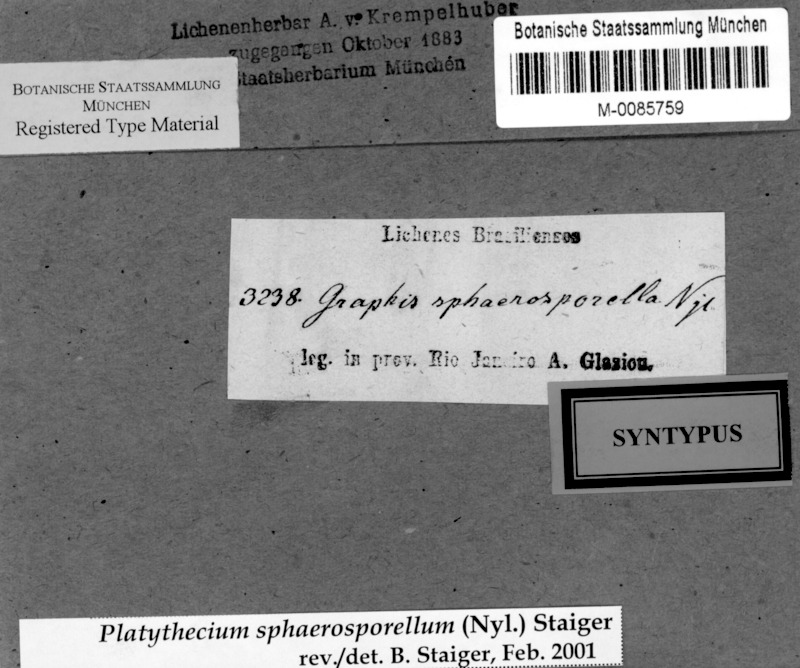 Lichenenherbar A. v. Krempelhuber
zugegangen Oktober 1883
Staatsherbarium München
Botanische Staatssammlung München
M-0085759
BOTANISCHE STAATSSAMMLUNG
MÜNCHEN
Registered Type Material
Lichenes Brasilienses
3238. Graphis sphaerosporella Nyl.
leg. in prov. Rio Janeiro A. Glaziou.
SYNTYPUS
Platythecium sphaerosporellum (Nyl.) Staiger
rev./det. B. Staiger, Feb. 2001